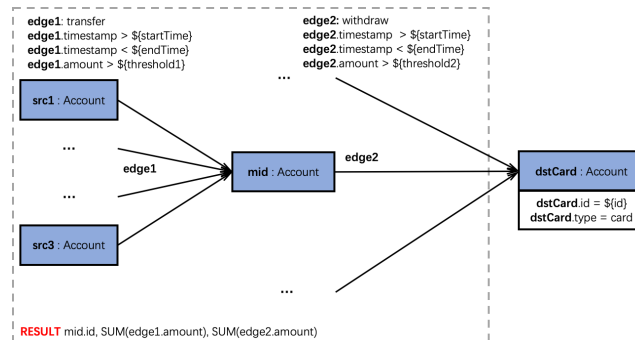 edge1: transfer
edge1.timestamp > ${startTime}
edge1.timestamp < ${endTime}
edge1.amount > ${threshold1}
edge2: withdraw
edge2.timestamp > ${startTime}
edge2.timestamp < ${endTime}
edge2.amount > ${threshold2}
...
src1 : Account
...
edge1
mid : Account
edge2
dstCard : Account
dstCard.id = ${id}
dstCard.type = card
...
src3 : Account
...
RESULT mid.id, SUM(edge1.amount), SUM(edge2.amount)